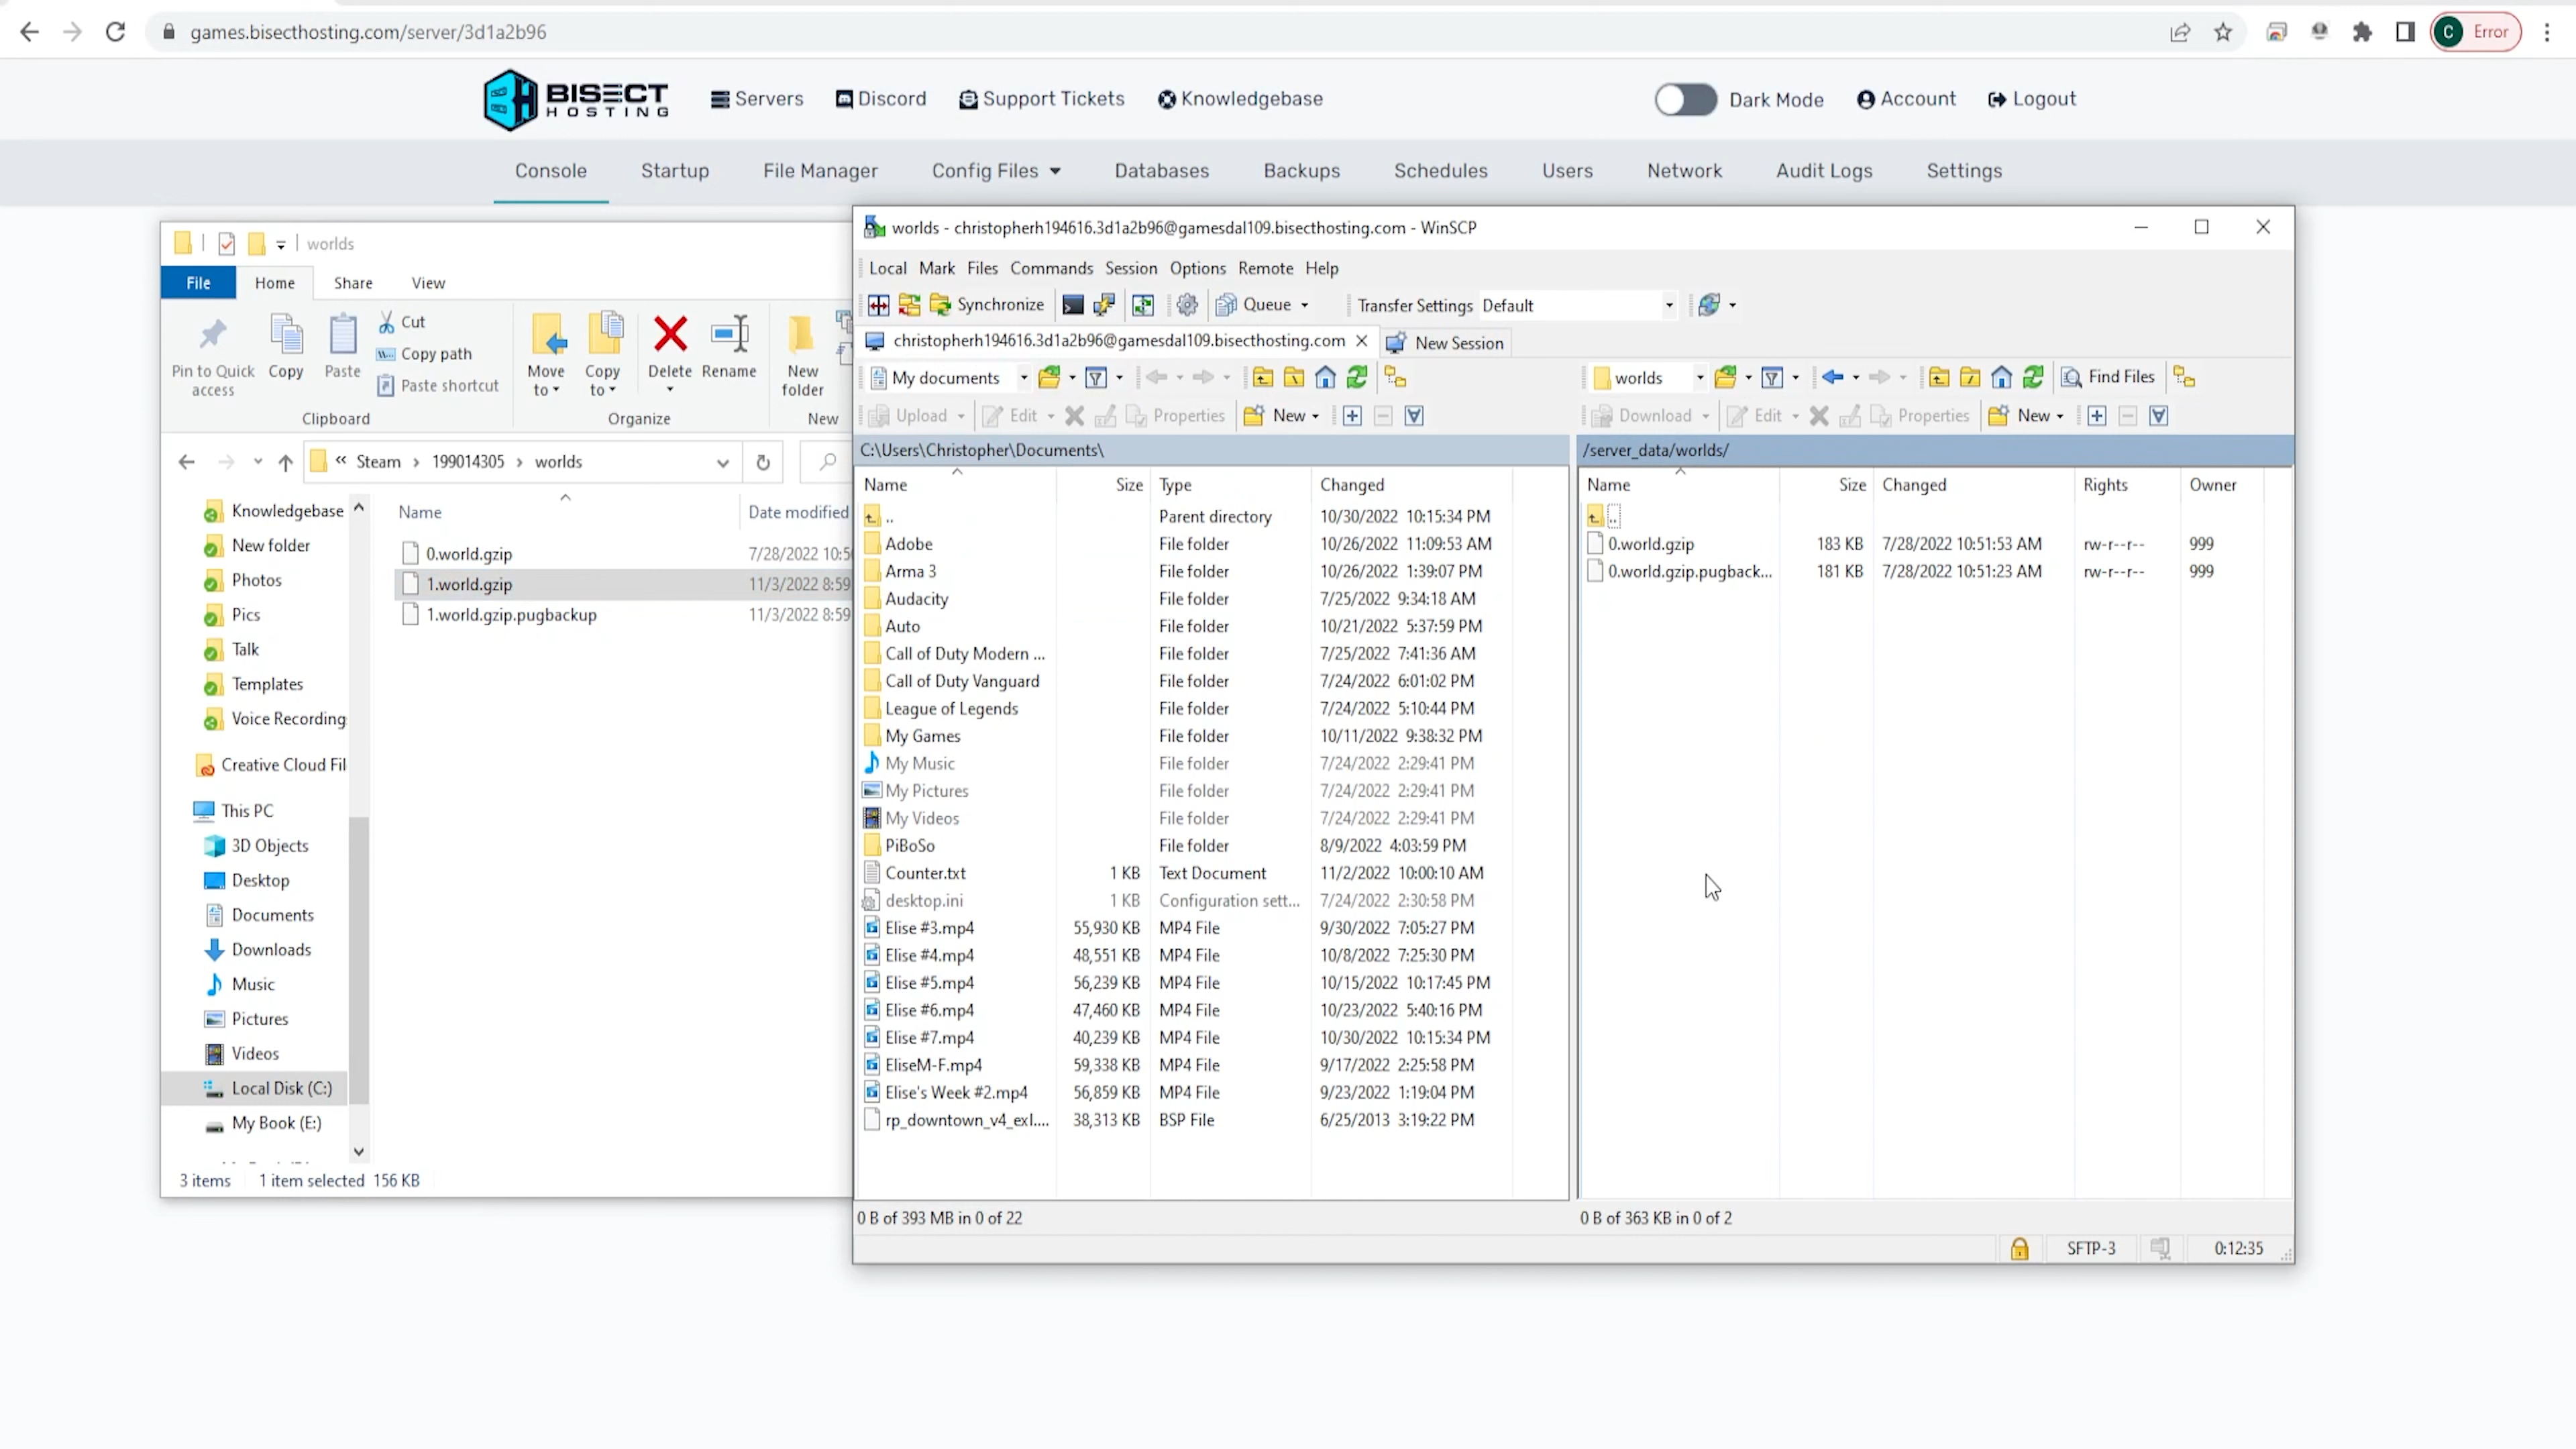 games.bisecthosting.com/server/3d1a2b96
C Error
BISECT HOSTING Servers Discord Support Tickets Knowledgebase Dark Mode Account Logout
Console Startup File Manager Config Files Databases Backups Schedules Users Network Audit Logs Settings
worlds
File Home Share View
Pin to Quick access Copy Paste Cut Copy path Paste shortcut Move to Copy to Delete Rename New folder
Clipboard Organize New
« Steam › 199014305 › worlds
Name Date modified
0.world.gzip 7/28/2022 10:5
1.world.gzip 11/3/2022 8:59
1.world.gzip.pugbackup 11/3/2022 8:59
Knowledgebase
New folder
Photos
Pics
Talk
Templates
Voice Recording
Creative Cloud Fil
This PC
3D Objects
Desktop
Documents
Downloads
Music
Pictures
Videos
Local Disk (C:)
My Book (E:)
3 items 1 item selected 156 KB
worlds - christopherh194616.3d1a2b96@gamesdal109.bisecthosting.com - WinSCP
Local Mark Files Commands Session Options Remote Help
Synchronize Queue Transfer Settings Default
christopherh194616.3d1a2b96@gamesdal109.bisecthosting.com New Session
My documents
Upload Edit Properties New
C:\Users\Christopher\Documents\
Name Size Type Changed
.. Parent directory 10/30/2022 10:15:34 PM
Adobe File folder 10/26/2022 11:09:53 AM
Arma 3 File folder 10/26/2022 1:39:07 PM
Audacity File folder 7/25/2022 9:34:18 AM
Auto File folder 10/21/2022 5:37:59 PM
Call of Duty Modern ... File folder 7/25/2022 7:41:36 AM
Call of Duty Vanguard File folder 7/24/2022 6:01:02 PM
League of Legends File folder 7/24/2022 5:10:44 PM
My Games File folder 10/11/2022 9:38:32 PM
My Music File folder 7/24/2022 2:29:41 PM
My Pictures File folder 7/24/2022 2:29:41 PM
My Videos File folder 7/24/2022 2:29:41 PM
PiBoSo File folder 8/9/2022 4:03:59 PM
Counter.txt 1 KB Text Document 11/2/2022 10:00:10 AM
desktop.ini 1 KB Configuration sett... 7/24/2022 2:30:58 PM
Elise #3.mp4 55,930 KB MP4 File 9/30/2022 7:05:27 PM
Elise #4.mp4 48,551 KB MP4 File 10/8/2022 7:25:30 PM
Elise #5.mp4 56,239 KB MP4 File 10/15/2022 10:17:45 PM
Elise #6.mp4 47,460 KB MP4 File 10/23/2022 5:40:16 PM
Elise #7.mp4 40,239 KB MP4 File 10/30/2022 10:15:34 PM
EliseM-F.mp4 59,338 KB MP4 File 9/17/2022 2:25:58 PM
Elise's Week #2.mp4 56,859 KB MP4 File 9/23/2022 1:19:04 PM
rp_downtown_v4_exl.... 38,313 KB BSP File 6/25/2013 3:19:22 PM
0 B of 393 MB in 0 of 22
worlds Find Files
Download Edit Properties New
/server_data/worlds/
Name Size Changed Rights Owner
..
0.world.gzip 183 KB 7/28/2022 10:51:53 AM rw-r--r-- 999
0.world.gzip.pugback... 181 KB 7/28/2022 10:51:23 AM rw-r--r-- 999
0 B of 363 KB in 0 of 2
SFTP-3 0:12:35